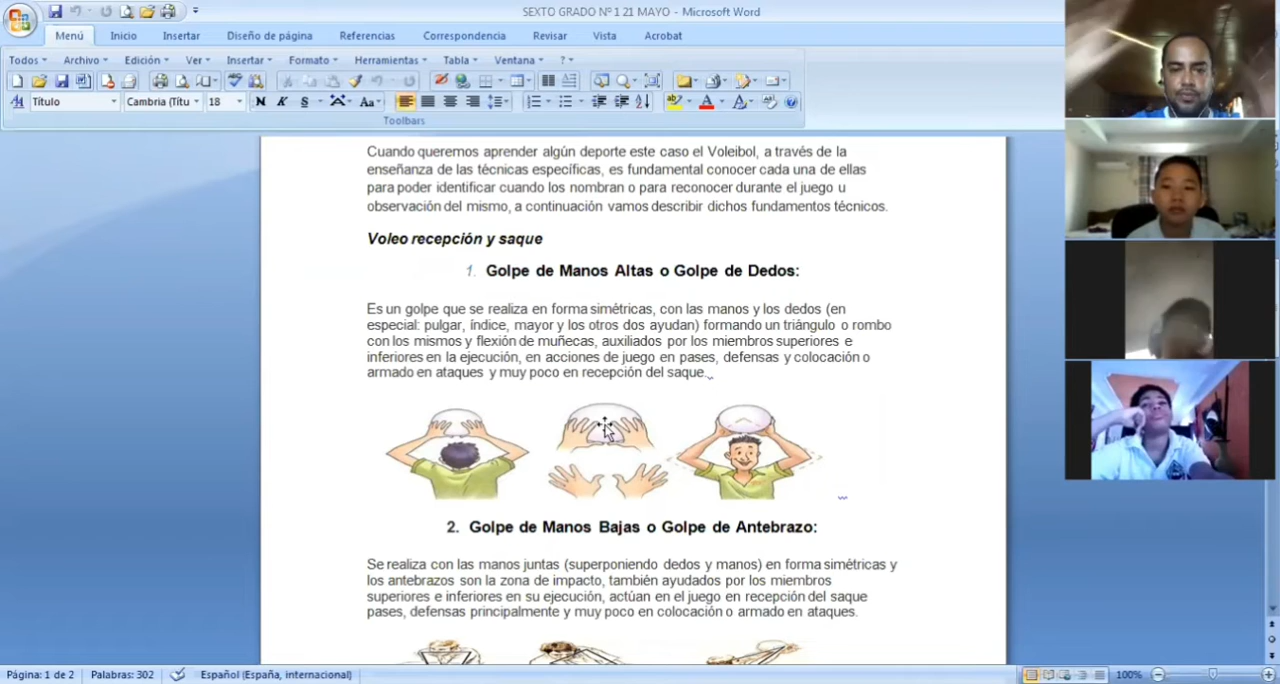 SEXTO GRADO Nº 1 21 MAYO - Microsoft Word
Menú Inicio Insertar Diseño de página Referencias Correspondencia Revisar Vista Acrobat
Todos Archivo Edición Ver Insertar Formato Herramientas Tabla Ventana ?
Título Cambria (Títu 18 N K S Aa
Toolbars
Cuando queremos aprender algún deporte este caso el Voleibol, a través de la
enseñanza de las técnicas específicas, es fundamental conocer cada una de ellas
para poder identificar cuando los nombran o para reconocer durante el juego u
observación del mismo, a continuación vamos describir dichos fundamentos técnicos.
Voleo recepción y saque
1. Golpe de Manos Altas o Golpe de Dedos:
Es un golpe que se realiza en forma simétricas, con las manos y los dedos (en
especial: pulgar, índice, mayor y los otros dos ayudan) formando un triángulo o rombo
con los mismos y flexión de muñecas, auxiliados por los miembros superiores e
inferiores en la ejecución, en acciones de juego en pases, defensas y colocación o
armado en ataques y muy poco en recepción del saque.
2. Golpe de Manos Bajas o Golpe de Antebrazo:
Se realiza con las manos juntas (superponiendo dedos y manos) en forma simétricas y
los antebrazos son la zona de impacto, también ayudados por los miembros
superiores e inferiores en su ejecución, actúan en el juego en recepción del saque
pases, defensas principalmente y muy poco en colocación o armado en ataques.
Página: 1 de 2 Palabras: 302 Español (España, internacional) 100%